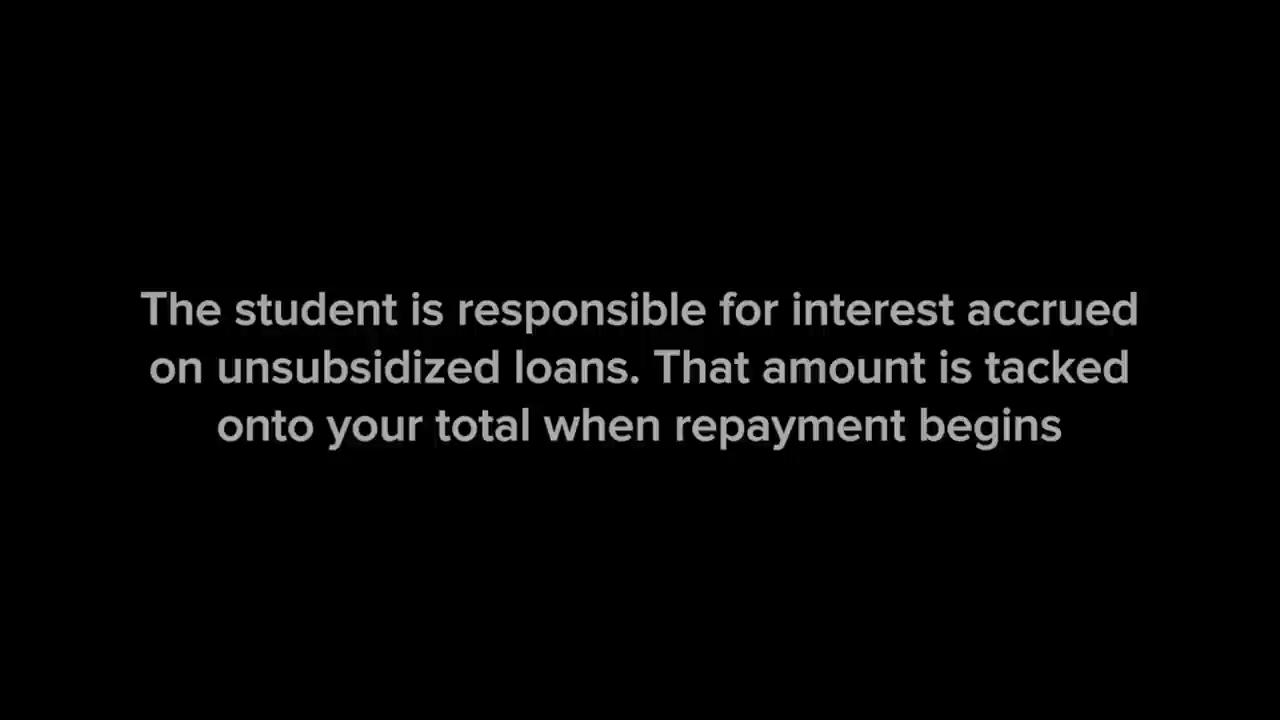 The student is responsible for interest accrued
on unsubsidized loans. That amount is tacked
onto your total when repayment begins